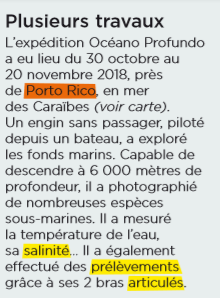 Plusieurs travaux
L'expédition Océano Profundo
a eu lieu du 30 octobre au
20 novembre 2018, près
de Porto Rico, en mer
des Caraïbes (voir carte).
Un engin sans passager, piloté
depuis un bateau, a exploré
les fonds marins. Capable de
descendre à 6 000 mètres de
profondeur, il a photographié
de nombreuses espèces
sous-marines. Il a mesuré
la température de l'eau,
sa salinité... Il a également
effectué des prélèvements
grâce à ses 2 bras articulés.